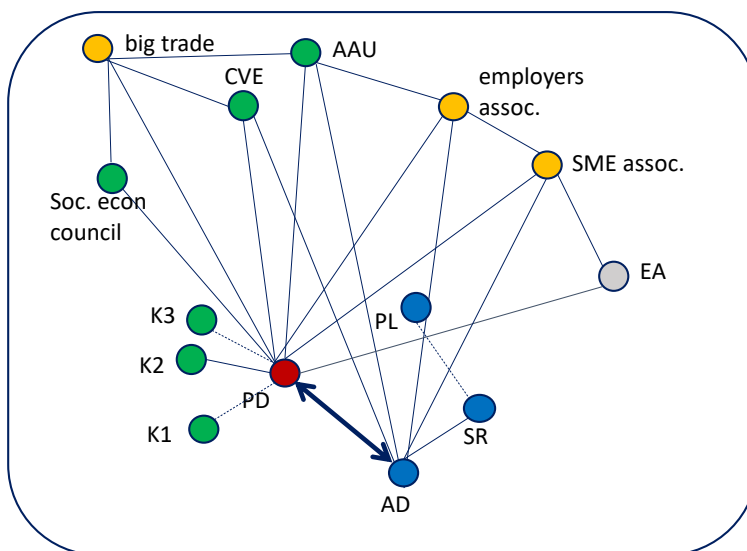 big trade
AAU
CVE
employers
assoc.
SME assoc.
Soc. econ
council
EA
K3
PL
K2
PD
K1
SR
AD